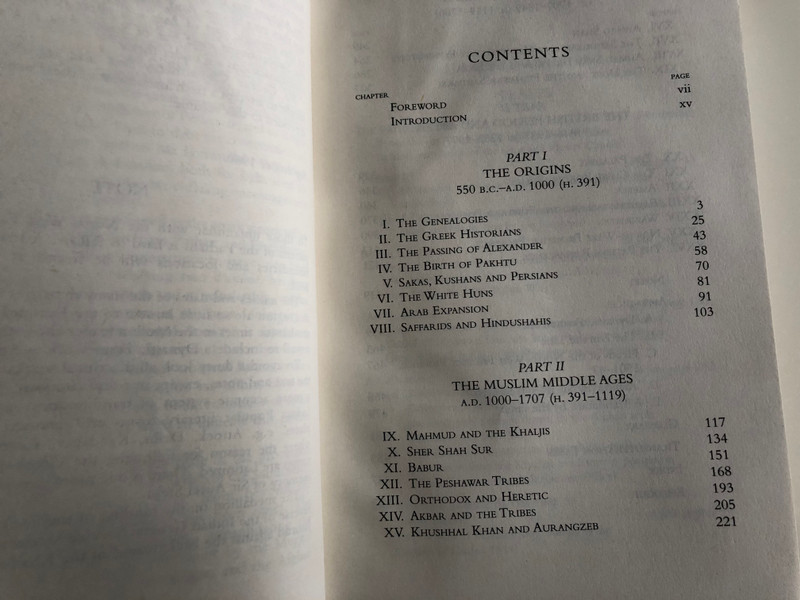 CONTENTS
CHAPTER PAGE
FOREWORD vii
INTRODUCTION xv
PART I
THE ORIGINS
550 B.C.–A.D. 1000 (H. 391)
I. THE GENEALOGIES 3
II. THE GREEK HISTORIANS 25
III. THE PASSING OF ALEXANDER 43
IV. THE BIRTH OF PAKHTU 58
V. SAKAS, KUSHANS AND PERSIANS 70
VI. THE WHITE HUNS 81
VII. ARAB EXPANSION 91
VIII. SAFFARIDS AND HINDUSHAHIS 103
PART II
THE MUSLIM MIDDLE AGES
A.D. 1000–1707 (H. 391–1119)
IX. MAHMUD AND THE KHALJIS 117
X. SHER SHAH SUR 134
XI. BABUR 151
XII. THE PESHAWAR TRIBES 168
XIII. ORTHODOX AND HERETIC 193
XIV. AKBAR AND THE TRIBES 205
XV. KHUSHHAL KHAN AND AURANGZEB 221